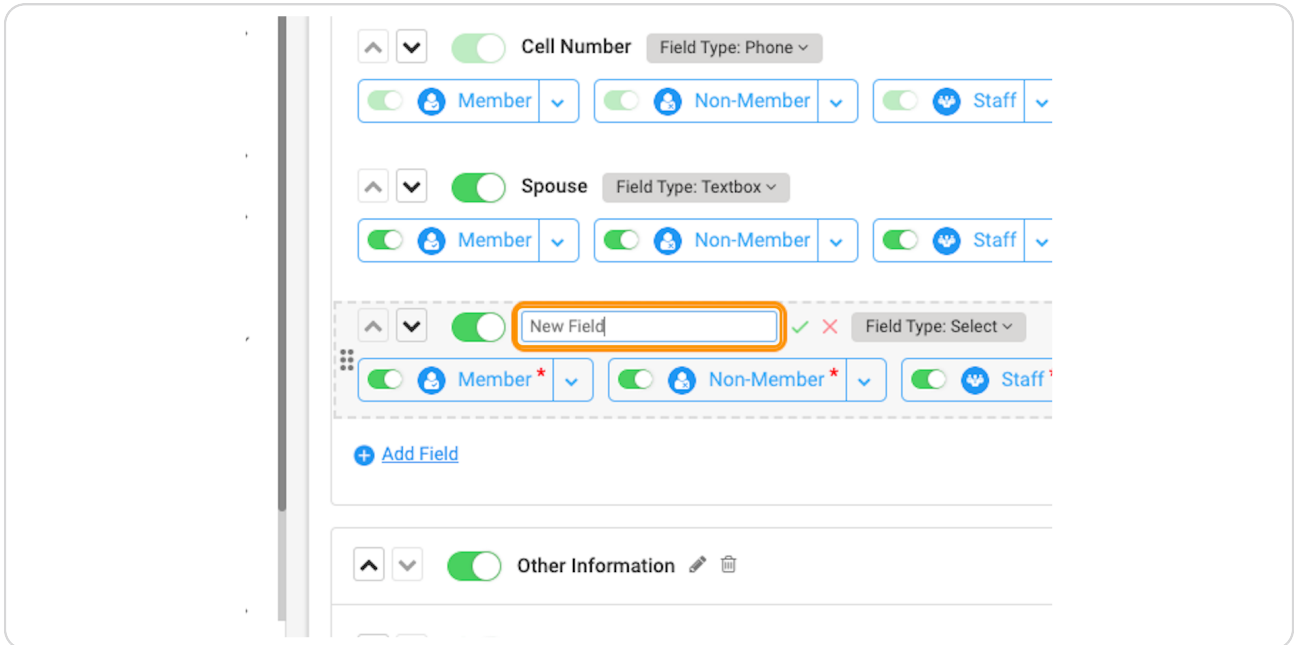 Cell Number Field Type: Phone
Member Non-Member Staff
Spouse Field Type: Textbox
Member Non-Member Staff
New Field Field Type: Select
Member * Non-Member * Staff *
Add Field
Other Information